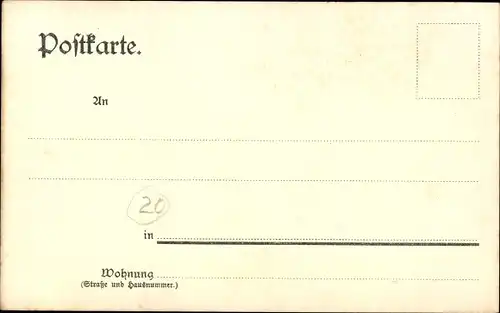 Poſtkarte.
An
20
in
Wohnung
(Straße und Hausnummer.)